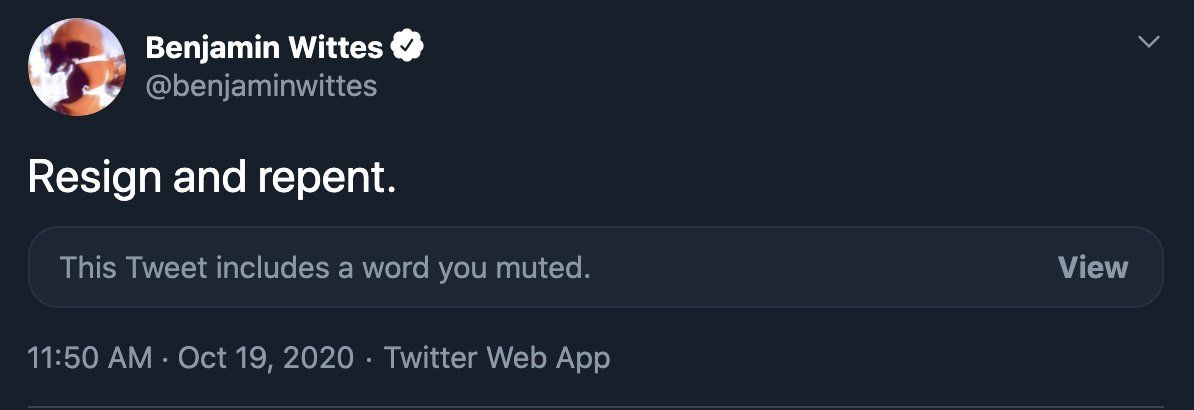 Benjamin Wittes
@benjaminwittes
Resign and repent.
This Tweet includes a word you muted.
View
11:50 AM · Oct 19, 2020 · Twitter Web App